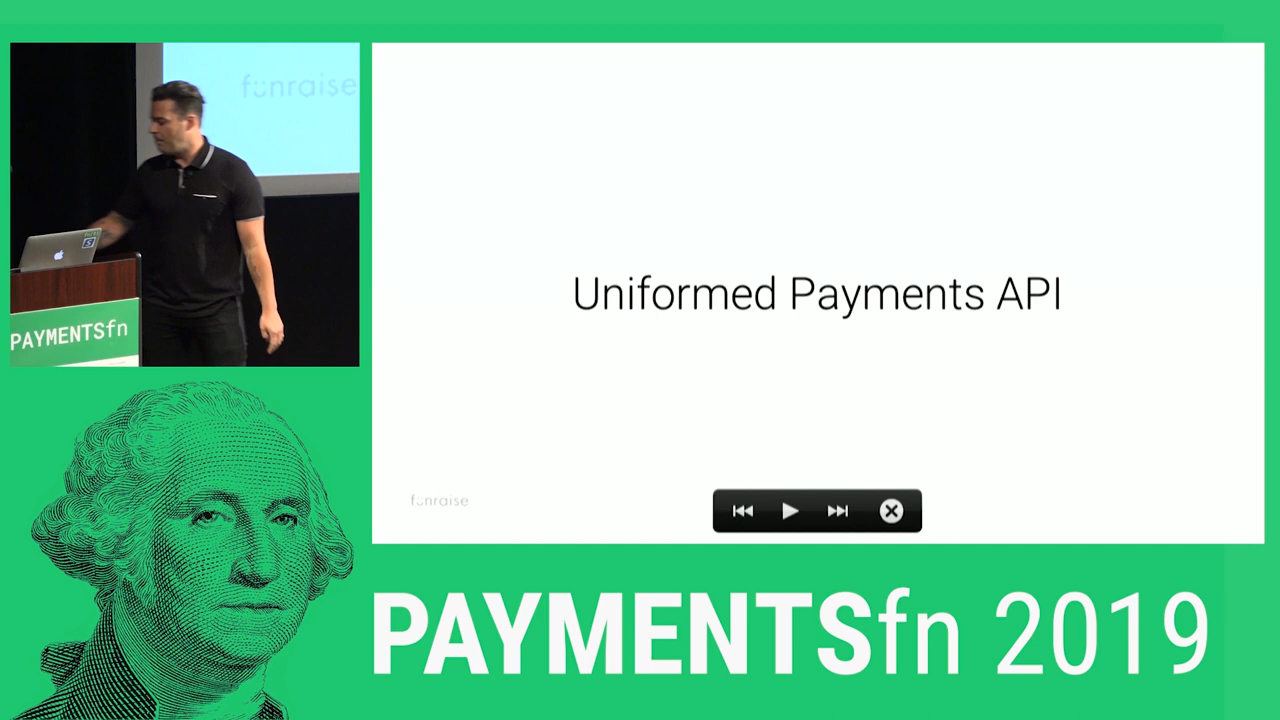 funraise
PAYMENTSfn
Uniformed Payments API
funraise
PAYMENTSfn 2019